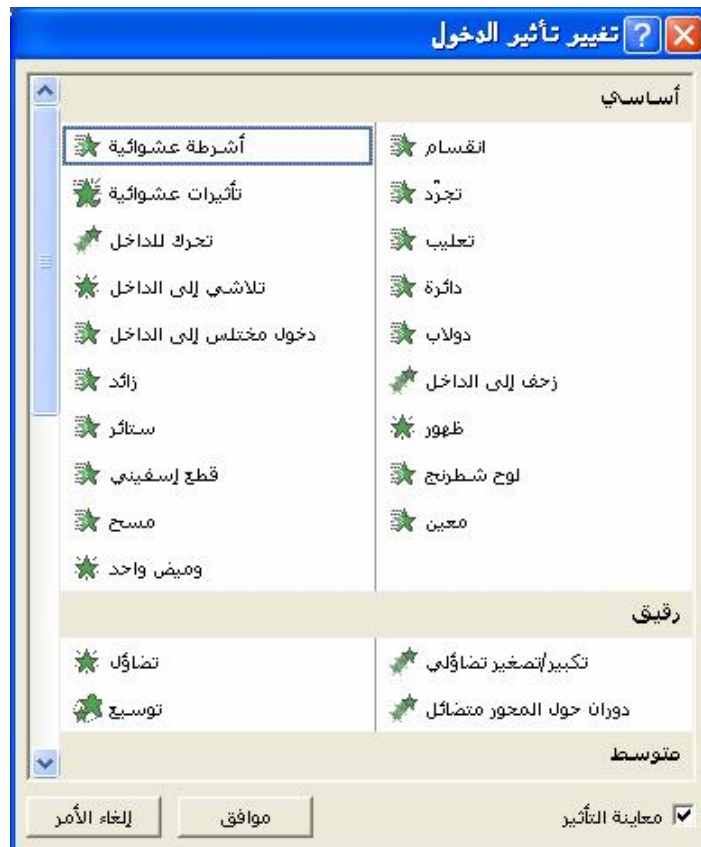 تغيير تأثير الدخول
أساسي
انقسام أشرطة عشوائية
تجرّد تأثيرات عشوائية
تعليب تحرك للداخل
دائرة تلاشي إلى الداخل
دولاب دخول مختلس إلى الداخل
زحف إلى الداخل زائد
ظهور ستائر
لوح شطرنج قطع إسفيني
معين مسح
وميض واحد
رقيق
تكبير/تصغير تضاؤلي تضاؤل
دوران حول المحور متضائل توسيع
متوسط
معاينة التأثير موافق إلغاء الأمر